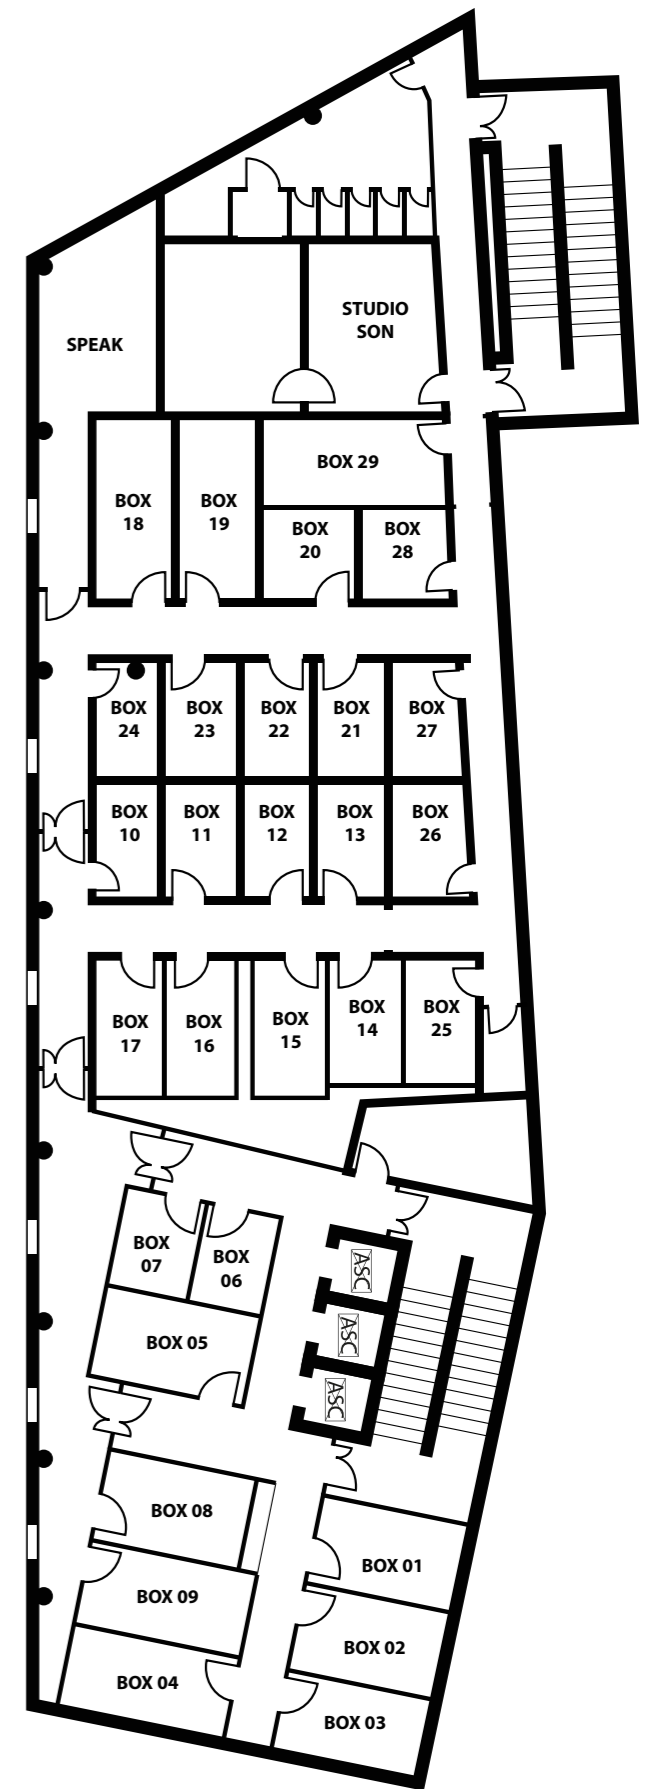 STUDIO
SON
SPEAK
BOX 29
BOX
18
BOX
19
BOX
20
BOX
28
BOX
24
BOX
23
BOX
22
BOX
21
BOX
27
BOX
10
BOX
11
BOX
12
BOX
13
BOX
26
BOX
17
BOX
16
BOX
15
BOX
14
BOX
25
BOX
07
BOX
06
ASC
ASC
BOX 05
ASC
BOX 08
BOX 01
BOX 09
BOX 02
BOX 04
BOX 03